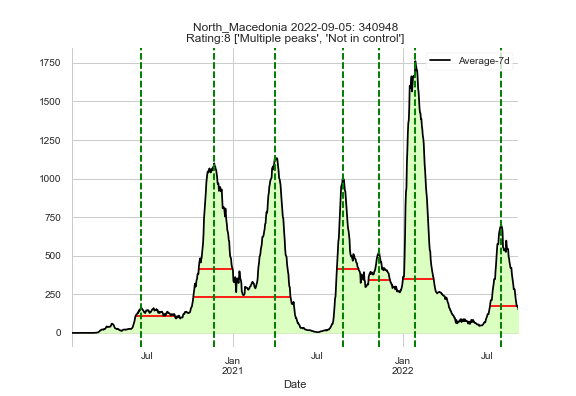 North_Macedonia 2022-09-05: 340948
Rating:8 ['Multiple peaks', 'Not in control']
Average-7d
1750
1500
1250
1000
750
500
250
0
Jul
Jan
2021
Jul
Jan
2022
Jul
Date